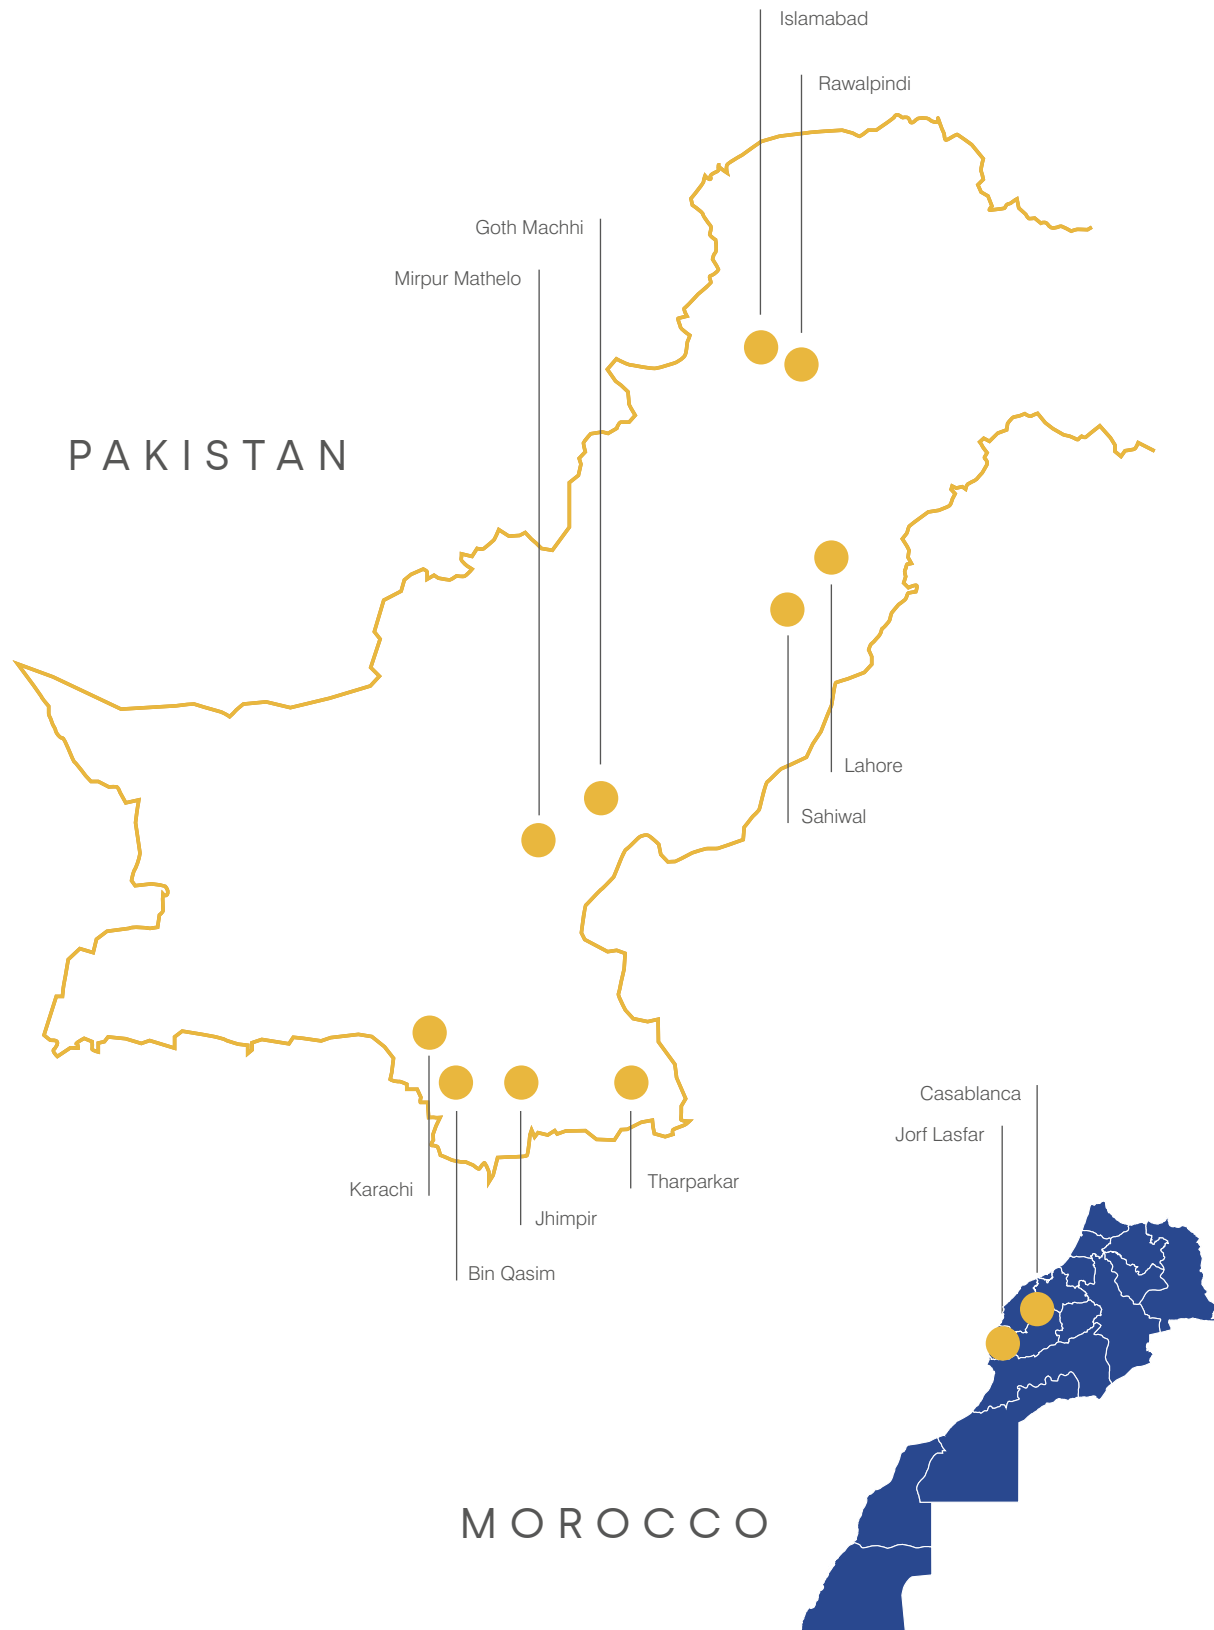 Islamabad
Rawalpindi
Goth Machhi
Mirpur Mathelo
PAKISTAN
Lahore
Sahiwal
Casablanca
Jorf Lasfar
Tharparkar
Karachi
Jhimpir
Bin Qasim
MOROCCO